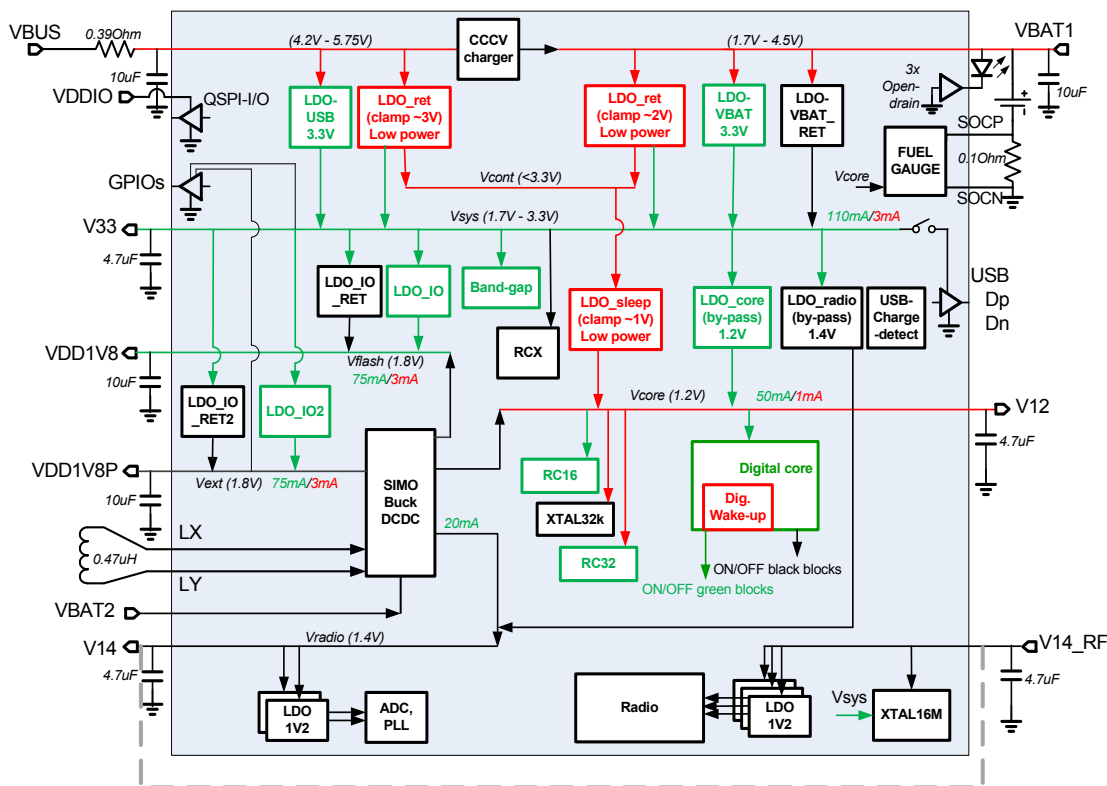 VBUS
0.39Ohm
(4.2V - 5.75V)
CCCV
charger
(1.7V - 4.5V)
VBAT1
10uF
VDDIO
QSPI-I/O
LDO-
USB
3.3V
LDO_ret
(clamp ~3V)
Low power
LDO_ret
(clamp ~2V)
Low power
LDO-
VBAT
3.3V
LDO-
VBAT_
RET
3x
Open-
drain
+
10uF
SOCP
FUEL
GAUGE
0.1Ohm
Vcore
SOCN
GPIOs
Vcont (<3.3V)
V33
Vsys (1.7V - 3.3V)
110mA/3mA
4.7uF
LDO_IO
_RET
LDO_IO
Band-gap
LDO_sleep
(clamp ~1V)
Low power
LDO_core
(by-pass)
1.2V
LDO_radio
(by-pass)
1.4V
USB-
Charge
-detect
USB
Dp
Dn
RCX
VDD1V8
Vflash (1.8V)
75mA/3mA
10uF
LDO_IO
_RET2
LDO_IO2
Vcore (1.2V)
50mA/1mA
V12
4.7uF
VDD1V8P
Vext (1.8V)
75mA/3mA
10uF
SIMO
Buck
DCDC
20mA
RC16
XTAL32k
RC32
Digital core
Dig.
Wake-up
ON/OFF black blocks
ON/OFF green blocks
LX
0.47uH
LY
VBAT2
V14
Vradio (1.4V)
V14_RF
4.7uF
LDO
1V2
ADC,
PLL
Radio
LDO
1V2
Vsys
XTAL16M
4.7uF